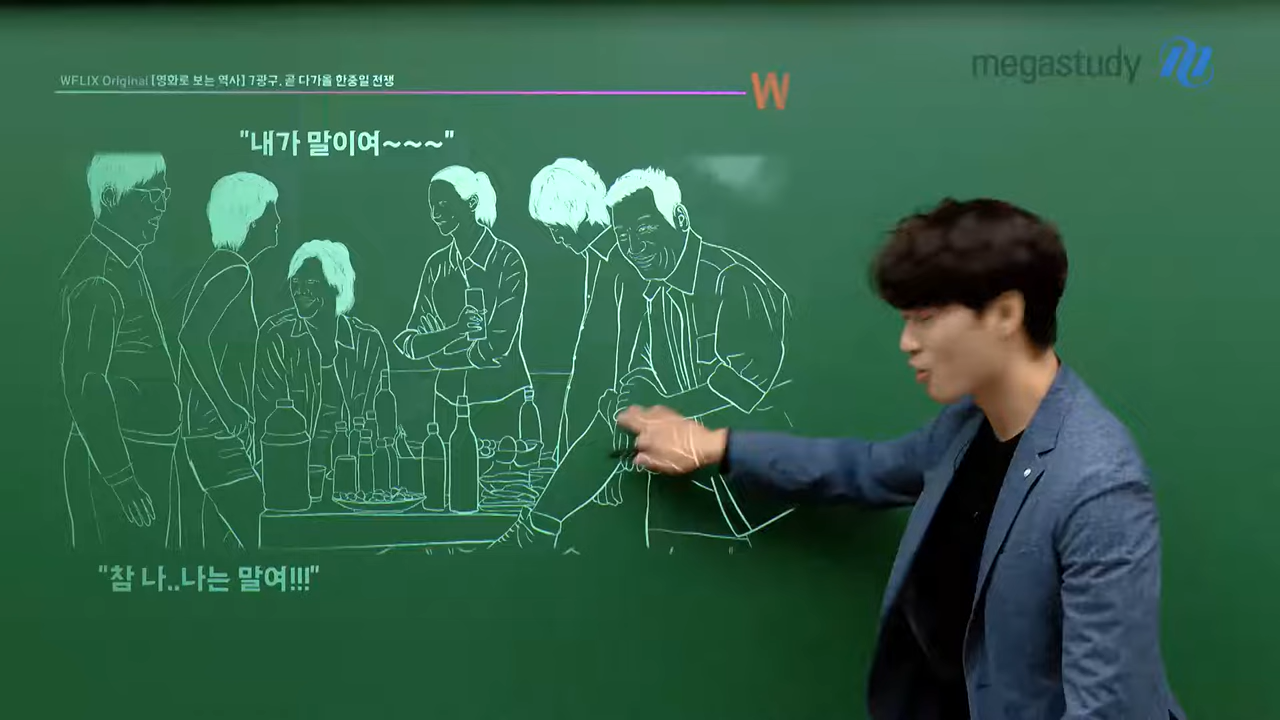 WFLIX Original [영화로 보는 역사] 7광구, 곧 다가올 한중일 전쟁
W
megastudy
"내가 말이여~~~"
"참 나..나는 말여!!!"